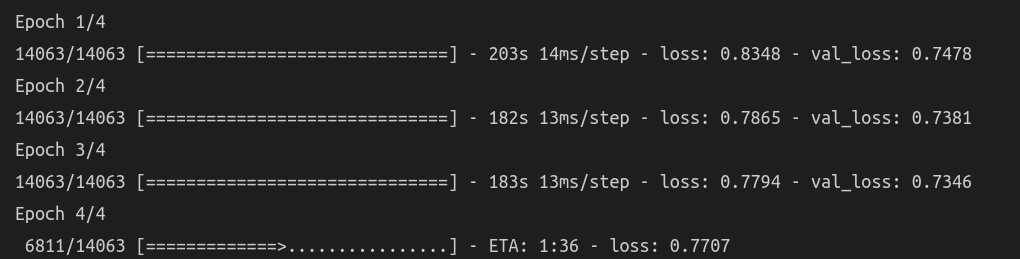 Epoch 1/4
14063/14063 [==============================] - 203s 14ms/step - loss: 0.8348 - val_loss: 0.7478
Epoch 2/4
14063/14063 [==============================] - 182s 13ms/step - loss: 0.7865 - val_loss: 0.7381
Epoch 3/4
14063/14063 [==============================] - 183s 13ms/step - loss: 0.7794 - val_loss: 0.7346
Epoch 4/4
 6811/14063 [=============>................] - ETA: 1:36 - loss: 0.7707